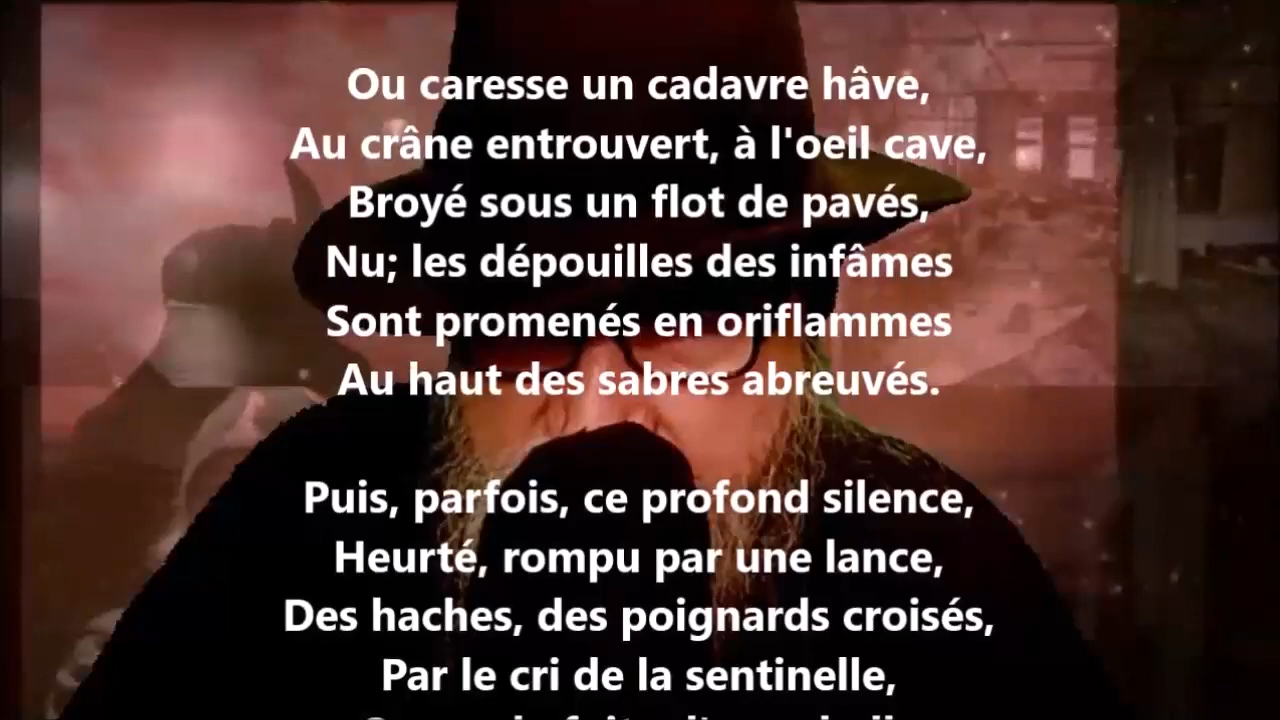 Ou caresse un cadavre hâve,
Au crâne entrouvert, à l'oeil cave,
Broyé sous un flot de pavés,
Nu; les dépouilles des infâmes
Sont promenés en oriflammes
Au haut des sabres abreuvés.
Puis, parfois, ce profond silence,
Heurté, rompu par une lance,
Des haches, des poignards croisés,
Par le cri de la sentinelle,